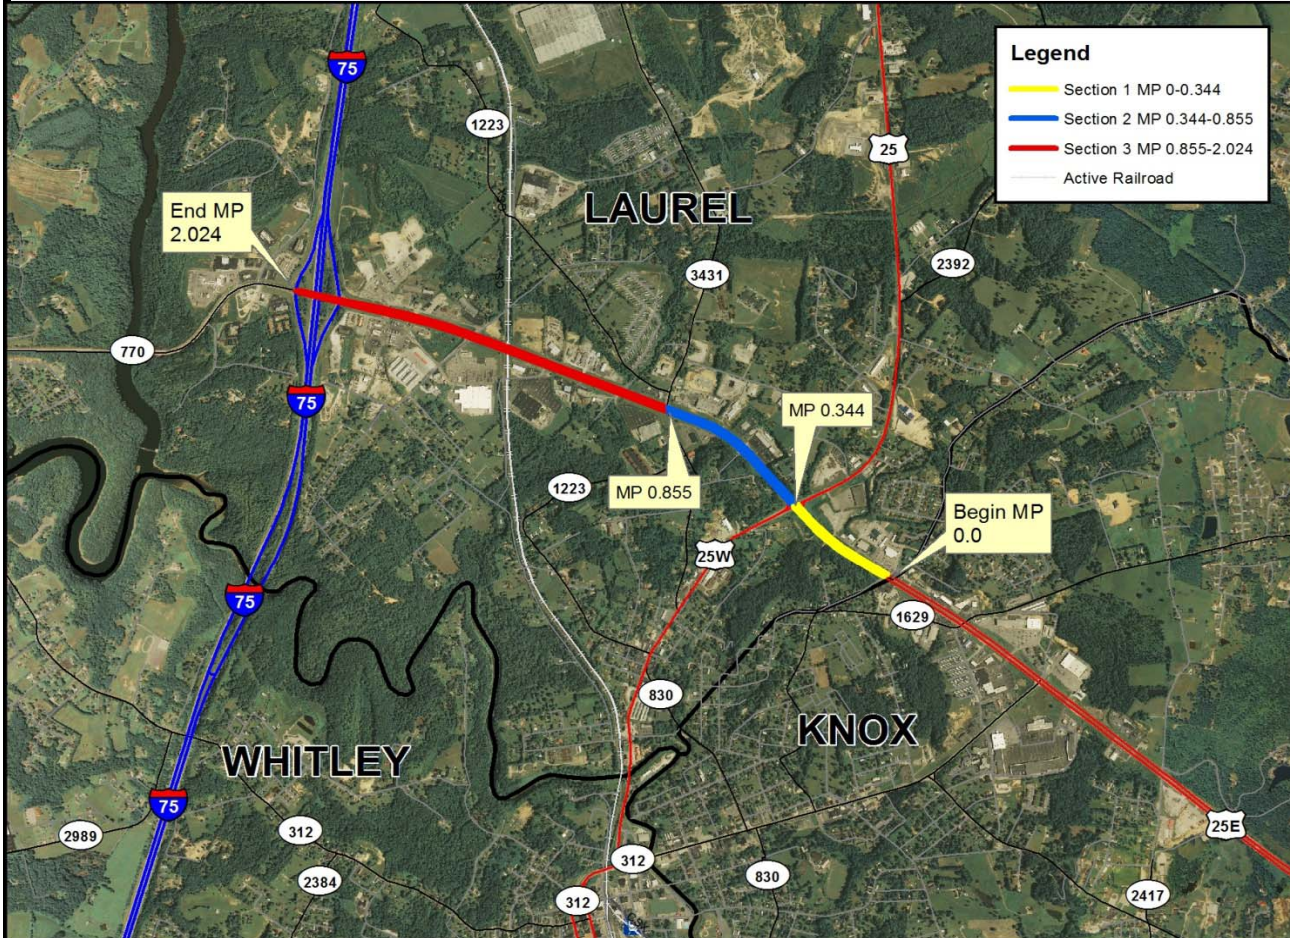 Legend
Section 1 MP 0-0.344
Section 2 MP 0.344-0.855
Section 3 MP 0.855-2.024
Active Railroad
75
1223
25
LAUREL
End MP
2.024
2392
3431
770
75
MP 0.344
1223
MP 0.855
Begin MP
0.0
25W
75
1629
830
KNOX
WHITLEY
75
2989
312
25E
312
2384
830
2417
312